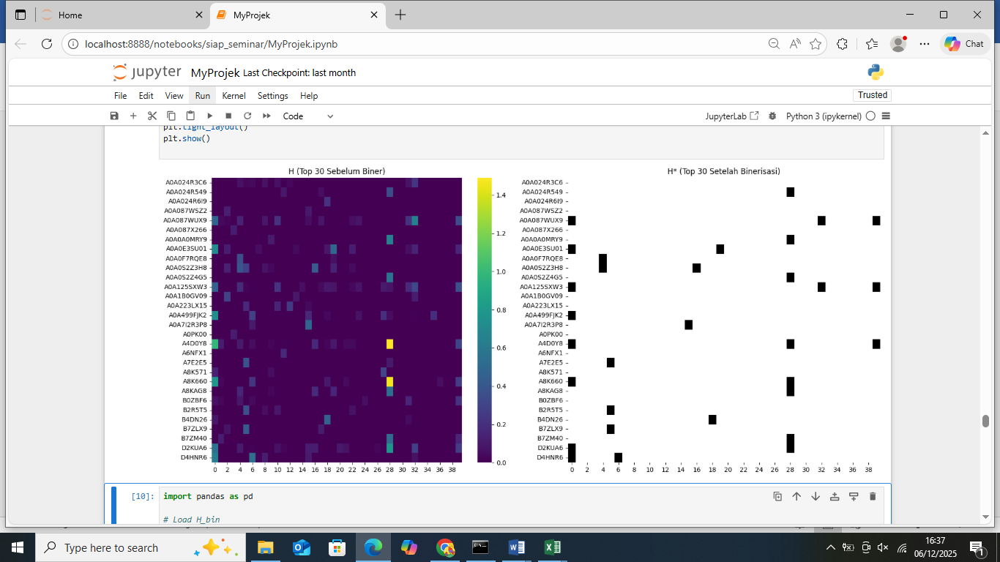 Home
MyProjek
localhost:8888/notebooks/siap_seminar/MyProjek.ipynb
Chat
jupyter MyProjek Last Checkpoint: last month
File Edit View Run Kernel Settings Help
Trusted
Code
JupyterLab
Python 3 (ipykernel)
plt.tight_layout()
plt.show()
H (Top 30 Sebelum Biner)
A0A024R3C6
A0A024R549
A0A024R6I9
A0A087WSZ2
A0A087WUX9
A0A087X266
A0A0A0MRY9
A0A0E3SU01
A0A0F7RQE8
A0A0S2Z3H8
A0A0S2Z4G5
A0A125SXW3
A0A1B0GV09
A0A223LX15
A0A499FJK2
A0A7I2R3P8
A0PK00
A4D0Y8
A6NFX1
A7E2E5
A8K571
A8K660
A8KAG8
B0ZBF6
B2R5T5
B4DN26
B7ZLX9
B7ZM40
D2KUA6
D4HNR6
0 2 4 6 8 10 12 14 16 18 20 22 24 26 28 30 32 34 36 38
1.4
1.2
1.0
0.8
0.6
0.4
0.2
0.0
H* (Top 30 Setelah Binerisasi)
A0A024R3C6
A0A024R549
A0A024R6I9
A0A087WSZ2
A0A087WUX9
A0A087X266
A0A0A0MRY9
A0A0E3SU01
A0A0F7RQE8
A0A0S2Z3H8
A0A0S2Z4G5
A0A125SXW3
A0A1B0GV09
A0A223LX15
A0A499FJK2
A0A7I2R3P8
A0PK00
A4D0Y8
A6NFX1
A7E2E5
A8K571
A8K660
A8KAG8
B0ZBF6
B2R5T5
B4DN26
B7ZLX9
B7ZM40
D2KUA6
D4HNR6
0 2 4 6 8 10 12 14 16 18 20 22 24 26 28 30 32 34 36 38
[10]: import pandas as pd
# Load H_bin
Type here to search
16:37
06/12/2025
1